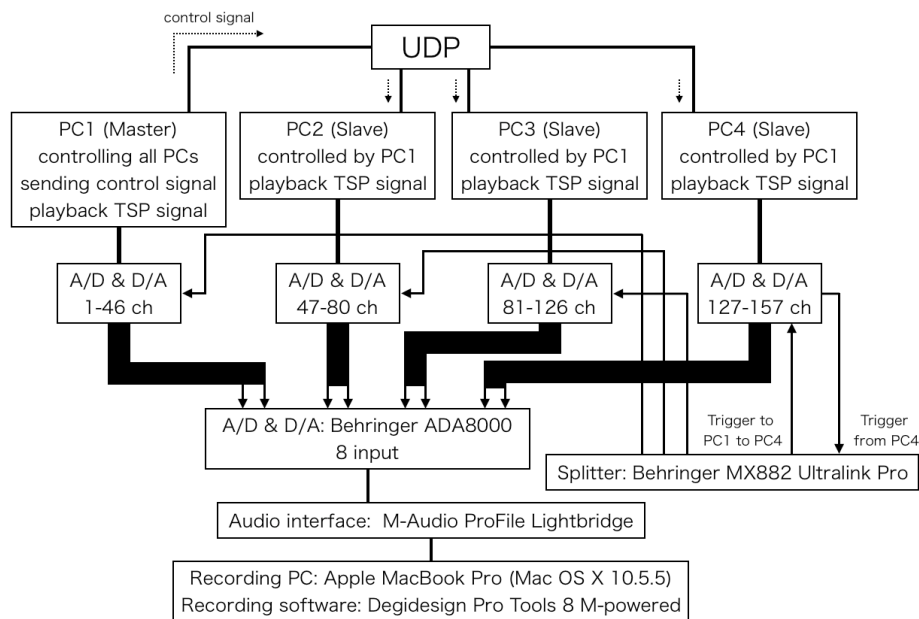 control signal
UDP
PC1 (Master)
controlling all PCs
sending control signal
playback TSP signal
PC2 (Slave)
controlled by PC1
playback TSP signal
PC3 (Slave)
controlled by PC1
playback TSP signal
PC4 (Slave)
controlled by PC1
playback TSP signal
A/D & D/A
1-46 ch
A/D & D/A
47-80 ch
A/D & D/A
81-126 ch
A/D & D/A
127-157 ch
A/D & D/A: Behringer ADA8000
8 input
Trigger to
PC1 to PC4
Trigger
from PC4
Splitter: Behringer MX882 Ultralink Pro
Audio interface: M-Audio ProFile Lightbridge
Recording PC: Apple MacBook Pro (Mac OS X 10.5.5)
Recording software: Degidesign Pro Tools 8 M-powered